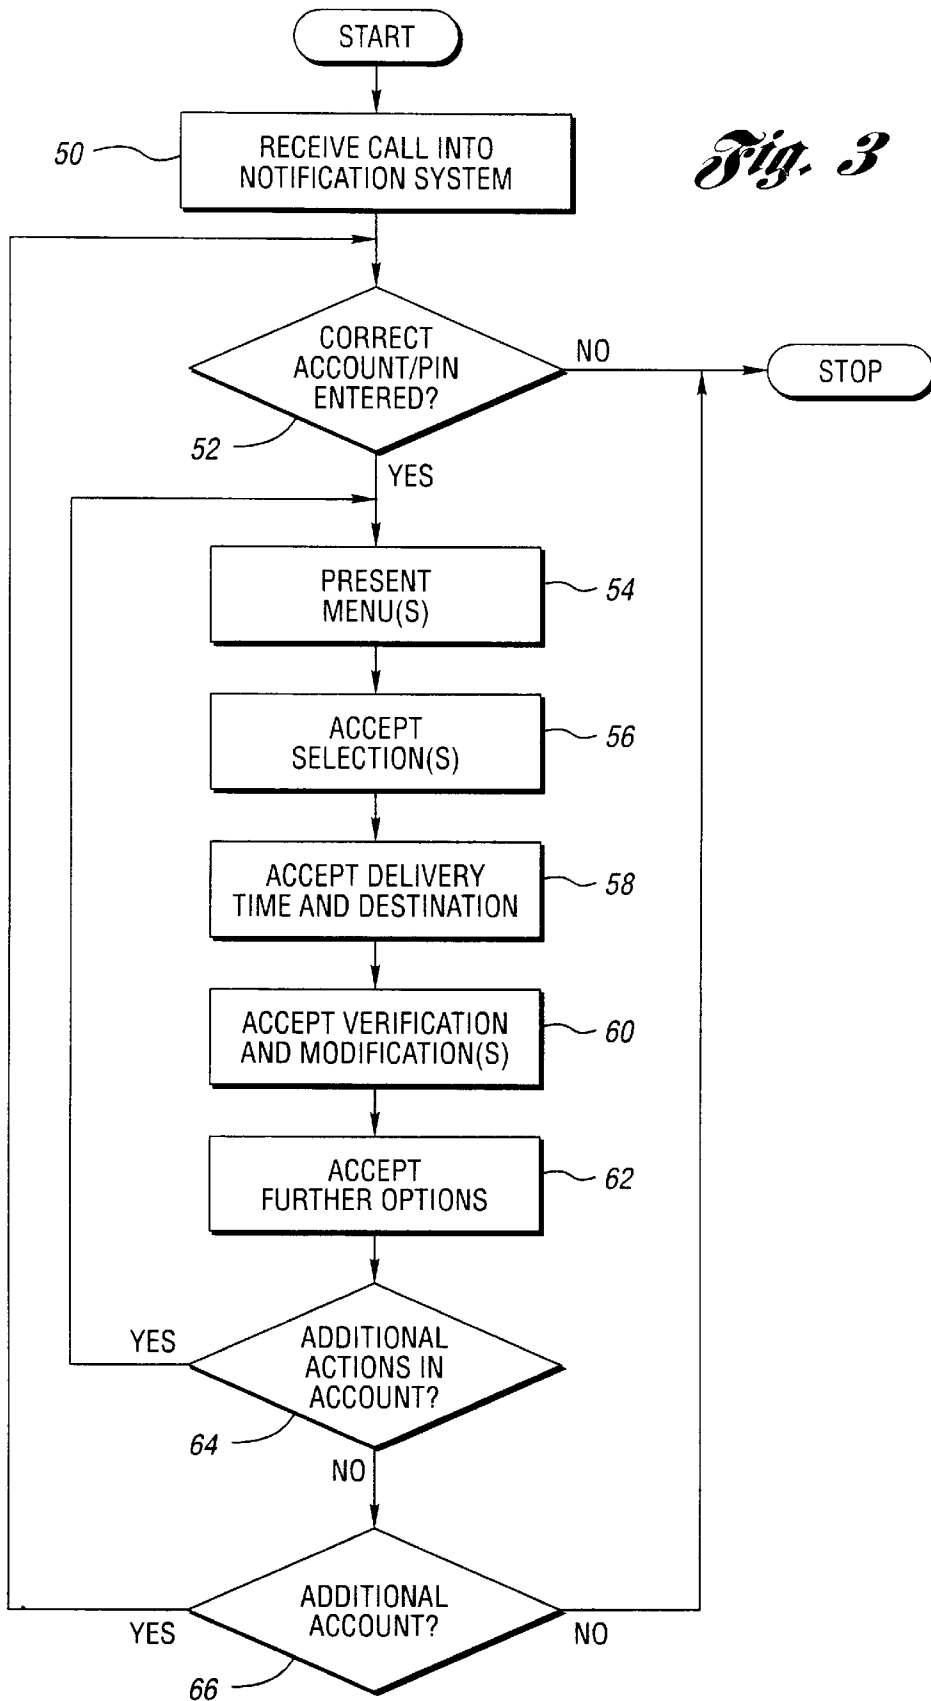 START
50
RECEIVE CALL INTO
NOTIFICATION SYSTEM
Fig. 3
CORRECT
ACCOUNT/PIN
ENTERED?
NO
STOP
52
YES
PRESENT
MENU(S)
54
ACCEPT
SELECTION(S)
56
ACCEPT DELIVERY
TIME AND DESTINATION
58
ACCEPT VERIFICATION
AND MODIFICATION(S)
60
ACCEPT
FURTHER OPTIONS
62
YES
ADDITIONAL
ACTIONS IN
ACCOUNT?
64
NO
ADDITIONAL
ACCOUNT?
YES
NO
66